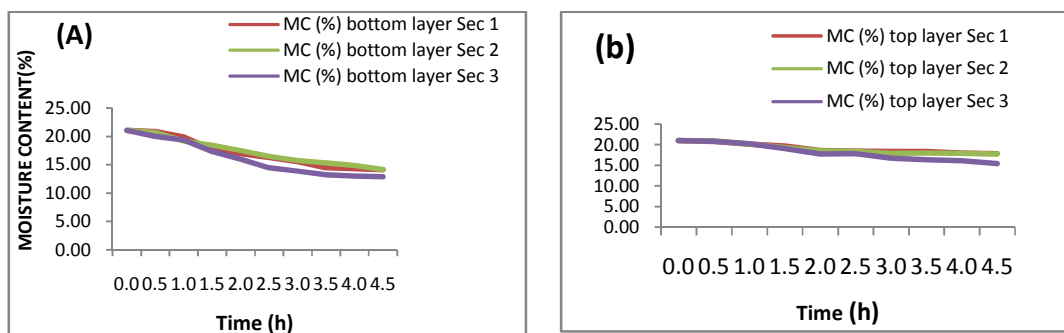 (A)
MC (%) bottom layer Sec 1
MC (%) bottom layer Sec 2
MC (%) bottom layer Sec 3
MOISTURE CONTENT(%)
25.00
20.00
15.00
10.00
5.00
0.00
0.0 0.5 1.0 1.5 2.0 2.5 3.0 3.5 4.0 4.5
Time (h)
(b)
MC (%) top layer Sec 1
MC (%) top layer Sec 2
MC (%) top layer Sec 3
25.00
20.00
15.00
10.00
5.00
0.00
0.0 0.5 1.0 1.5 2.0 2.5 3.0 3.5 4.0 4.5
Time (h)